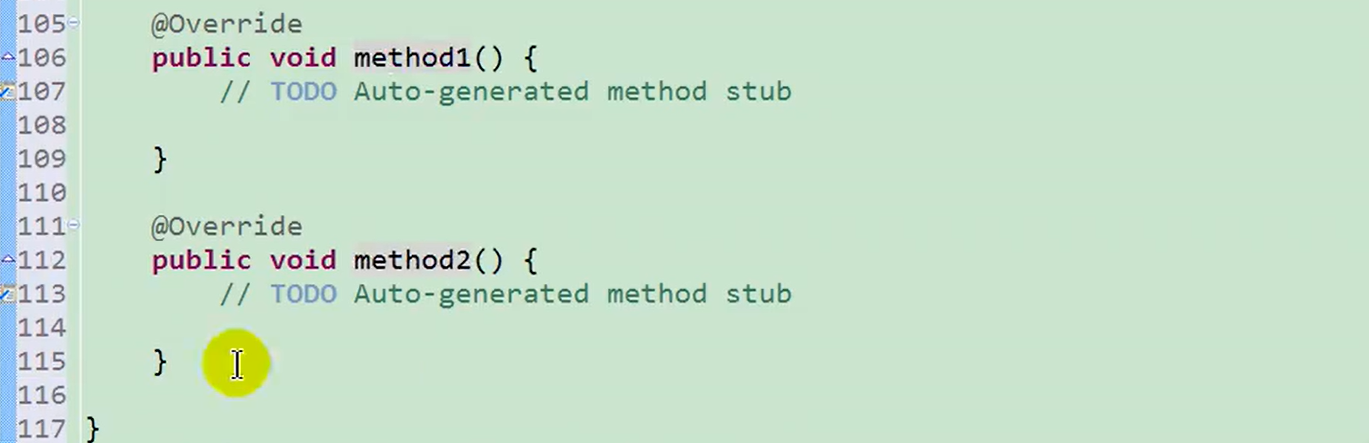 105 @Override
106 public void method1() {
107 // TODO Auto-generated method stub
108
109 }
110
111 @Override
112 public void method2() {
113 // TODO Auto-generated method stub
114
115 }
116
117 }